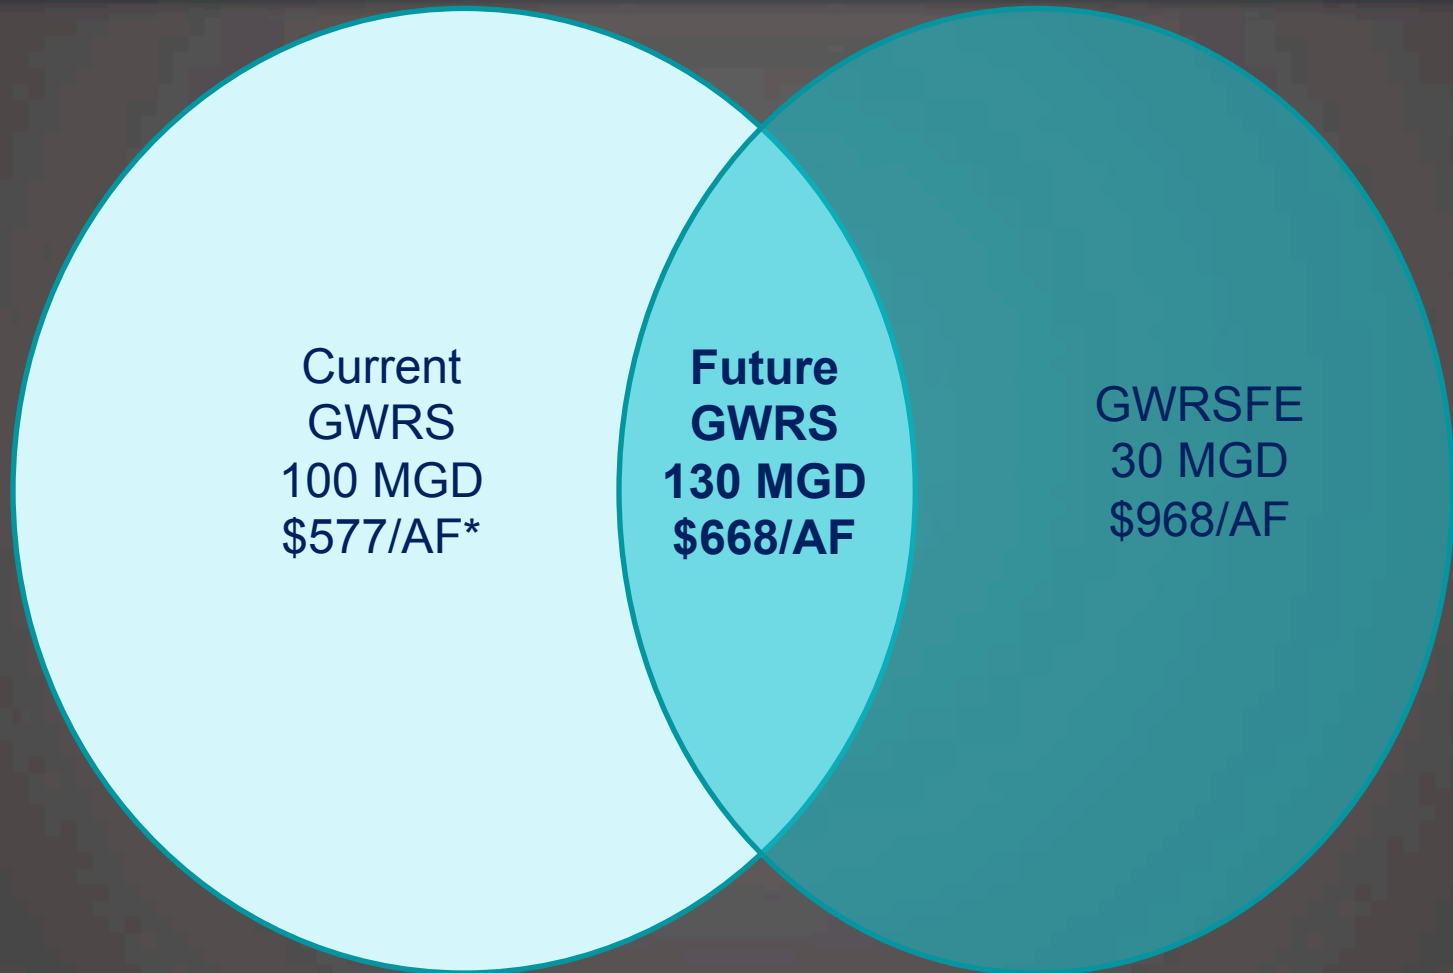 Current
GWRS
100 MGD
$577/AF*
Future
GWRS
130 MGD
$668/AF
GWRSFE
30 MGD
$968/AF